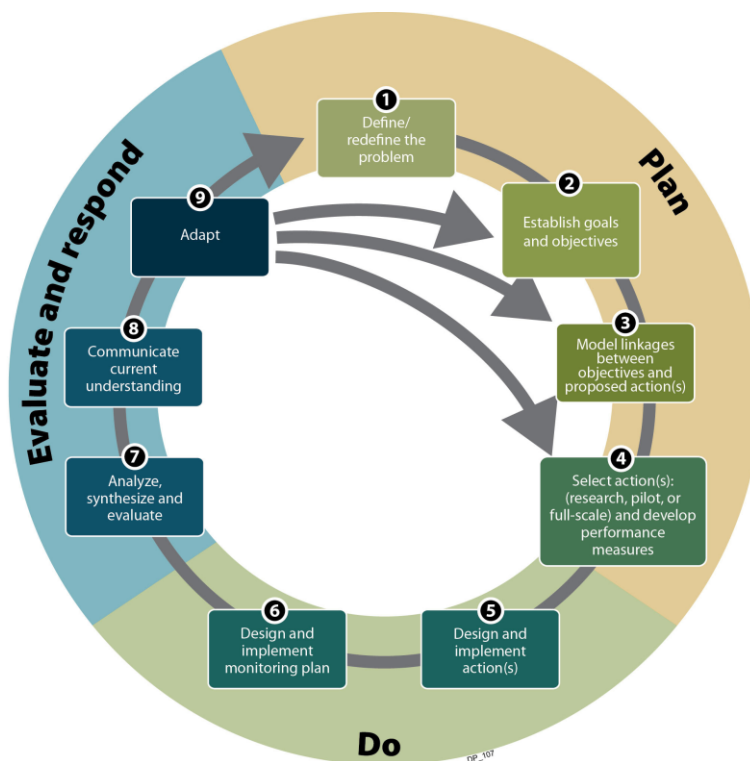 1
Define/
redefine the
problem
2
Establish goals
and objectives
3
Model linkages
between
objectives and
proposed action(s)
4
Select action(s):
(research, pilot, or
full-scale) and develop
performance
measures
5
Design and
implement
action(s)
6
Design and
implement
monitoring plan
7
Analyze,
synthesize and
evaluate
8
Communicate
current
understanding
9
Adapt
Plan
Do
Evaluate and respond
DP_107